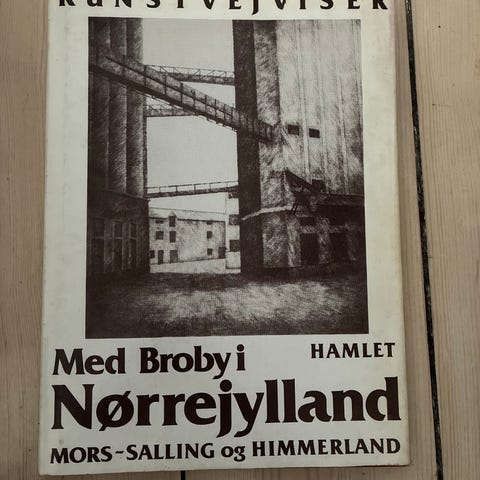 KUNSTVEJVISER
Med Broby i HAMLET
Nørrejylland
MORS-SALLING og HIMMERLAND